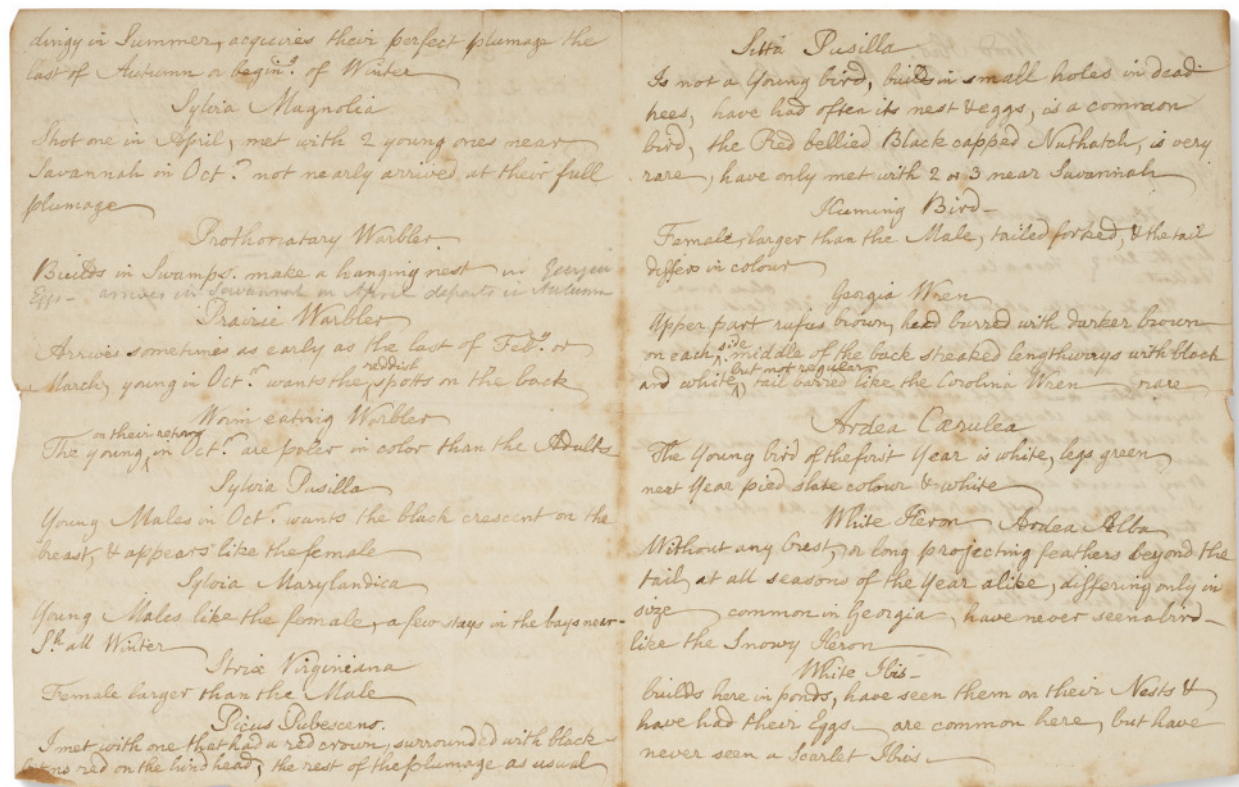 dingy in Summer, acquires their perfect plumage the
last of Autumn or begin.g of Winter
Sylvia Magnolia
Shot one in April, met with 2 young ones near
Savannah in Oct.r not nearly arrived at their full
plumage
Prothonatary Warbler
Builds in Swamps. make a hanging nest
Eggs - arrives in Savannah in April departs in Autumn
Prairie Warbler
Arrives sometimes as early as the last of Feb.y or
March, young in Oct.r wants the reddish spotts on the back
Worm eating Warbler
The young on their return in Oct.r are paler in color than the Adults
Sylvia Pusilla
Young Males in Oct.r wants the black crescent on the
breast, & appears like the female
Sylvia Marylandica
Young Males like the female, a few stays in the bays near
S.h all Winter
Strix Virginiana
Female larger than the Male
Picus Pubescens.
I met with one that had a red crown, surrounded with black
but no red on the hind head, the rest of the plumage as usual
Sitta Pusilla
Is not a Young bird, builds in small holes in dead
trees, have had often its nest & eggs, is a common
bird, the Red bellied Black capped Nuthatch, is very
rare, have only met with 2 or 3 near Savannah
Huming Bird -
Female, larger than the Male, tailed forked, & the tail
differs in colour
Georgia Wren
Upper part rufus brown, head burred with darker brown
on each side. middle of the back streaked lengthways with black
and white but not regular, tail barred like the Carolina Wren rare
Ardea Cærulea
The Young bird of the first Year is white, legs green,
next Year pied slate colour & white
White Heron Ardea Alba
Without any Crest, or long projecting feathers beyond the
tail, at all seasons of the Year alike, differing only in
size common in Georgia, have never seen a bird
like the Snowy Heron
White Ibis -
builds here in ponds, have seen them on their Nests &
have had their Eggs. are common here, but have
never seen a Scarlet Ibis.